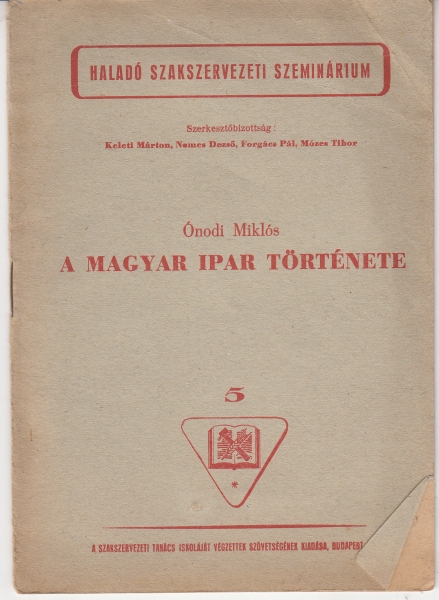 HALADÓ SZAKSZERVEZETI SZEMINÁRIUM
Szerkesztőbizottság:
Keleti Márton, Nemes Dezső, Forgács Pál, Mózes Tibor
Ónodi Miklós
A MAGYAR IPAR TÖRTÉNETE
5
A SZAKSZERVEZETI TANÁCS ISKOLÁJÁT VÉGZETTEK SZÖVETSÉGÉNEK KIADÁSA, BUDAPEST